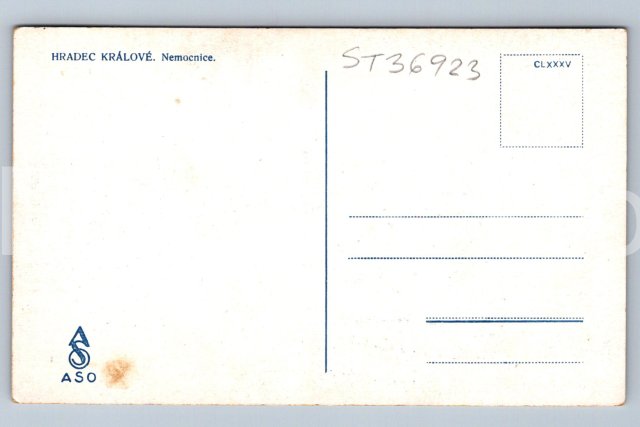 HRADEC KRÁLOVÉ. Nemocnice.
ST36923
CLXXXV
ASO